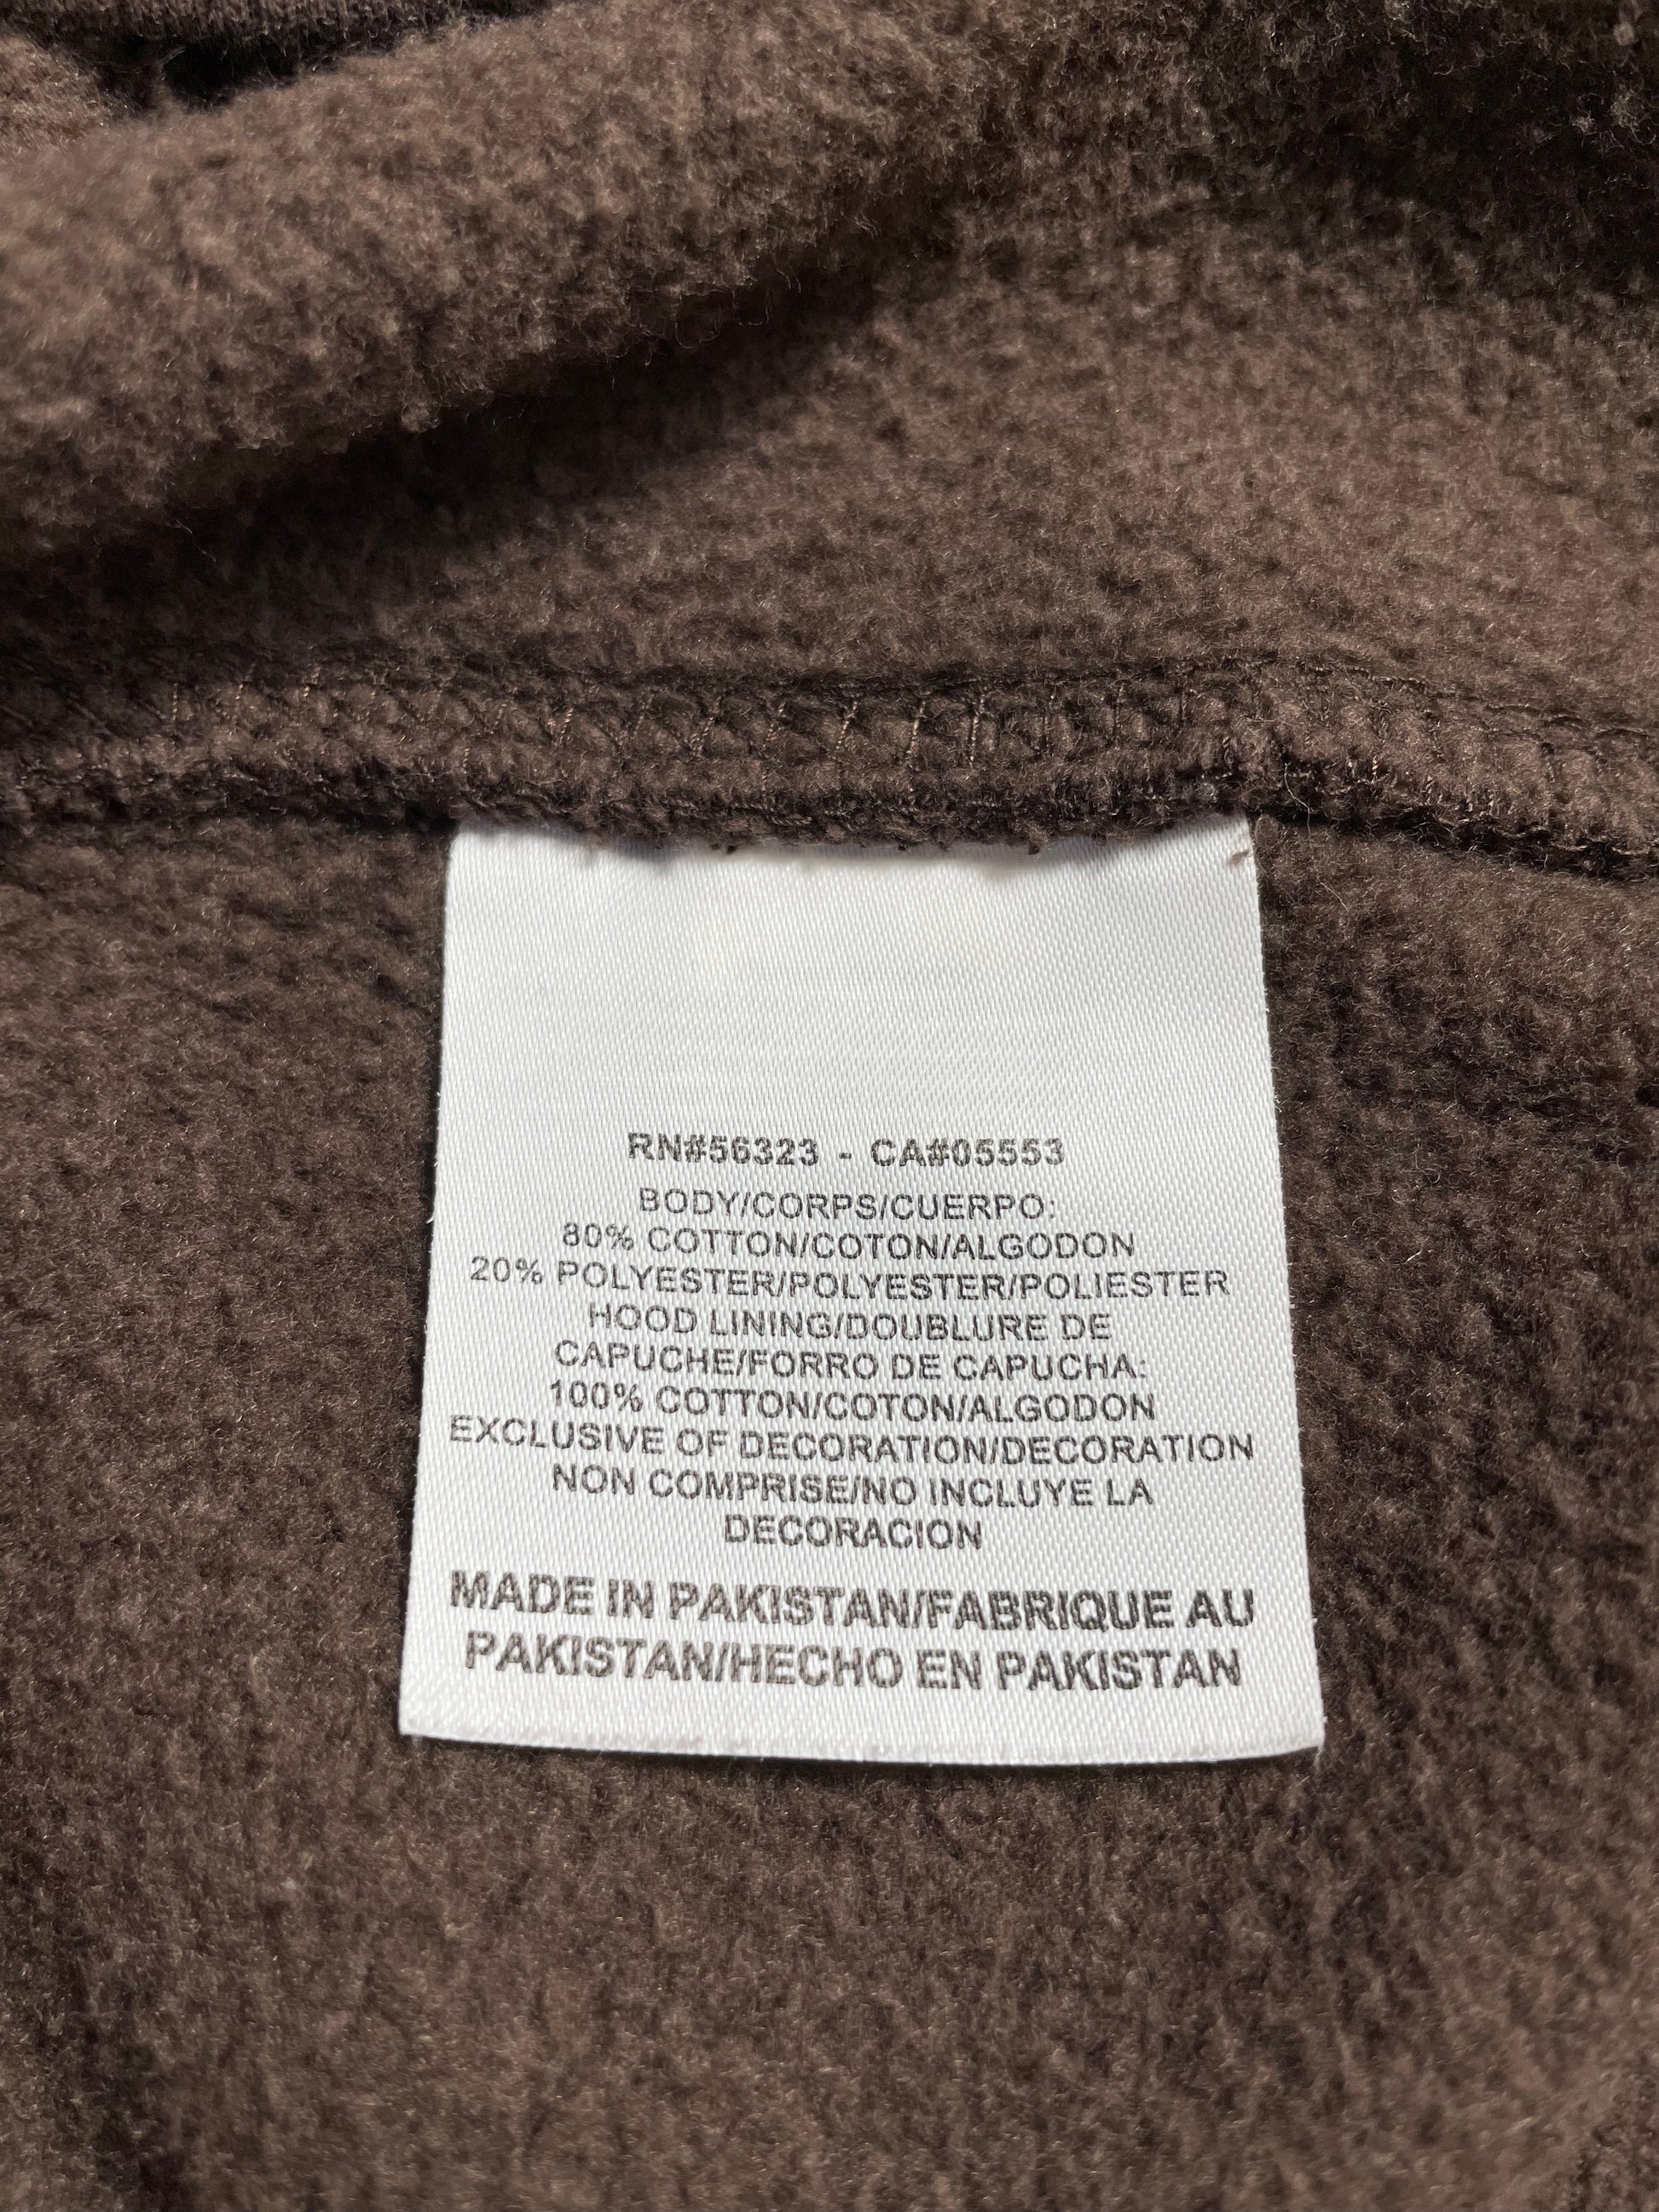 RN#56323 - CA#05553
BODY/CORPS/CUERPO:
80% COTTON/COTON/ALGODON
20% POLYESTER/POLYESTER/POLIESTER
HOOD LINING/DOUBLURE DE
CAPUCHE/FORRO DE CAPUCHA:
100% COTTON/COTON/ALGODON
EXCLUSIVE OF DECORATION/DECORATION
NON COMPRISE/NO INCLUYE LA
DECORACION
MADE IN PAKISTAN/FABRIQUE AU
PAKISTAN/HECHO EN PAKISTAN